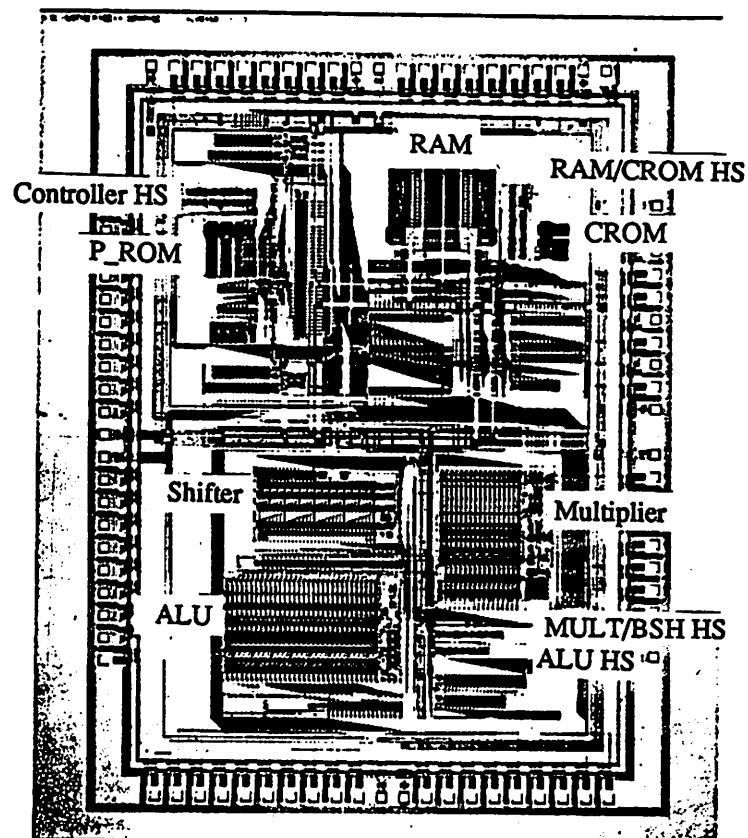 RAM
RAM/CROM HS
Controller HS
CROM
P_ROM
Shifter
Multiplier
ALU
MULT/BSH HS
ALU HS